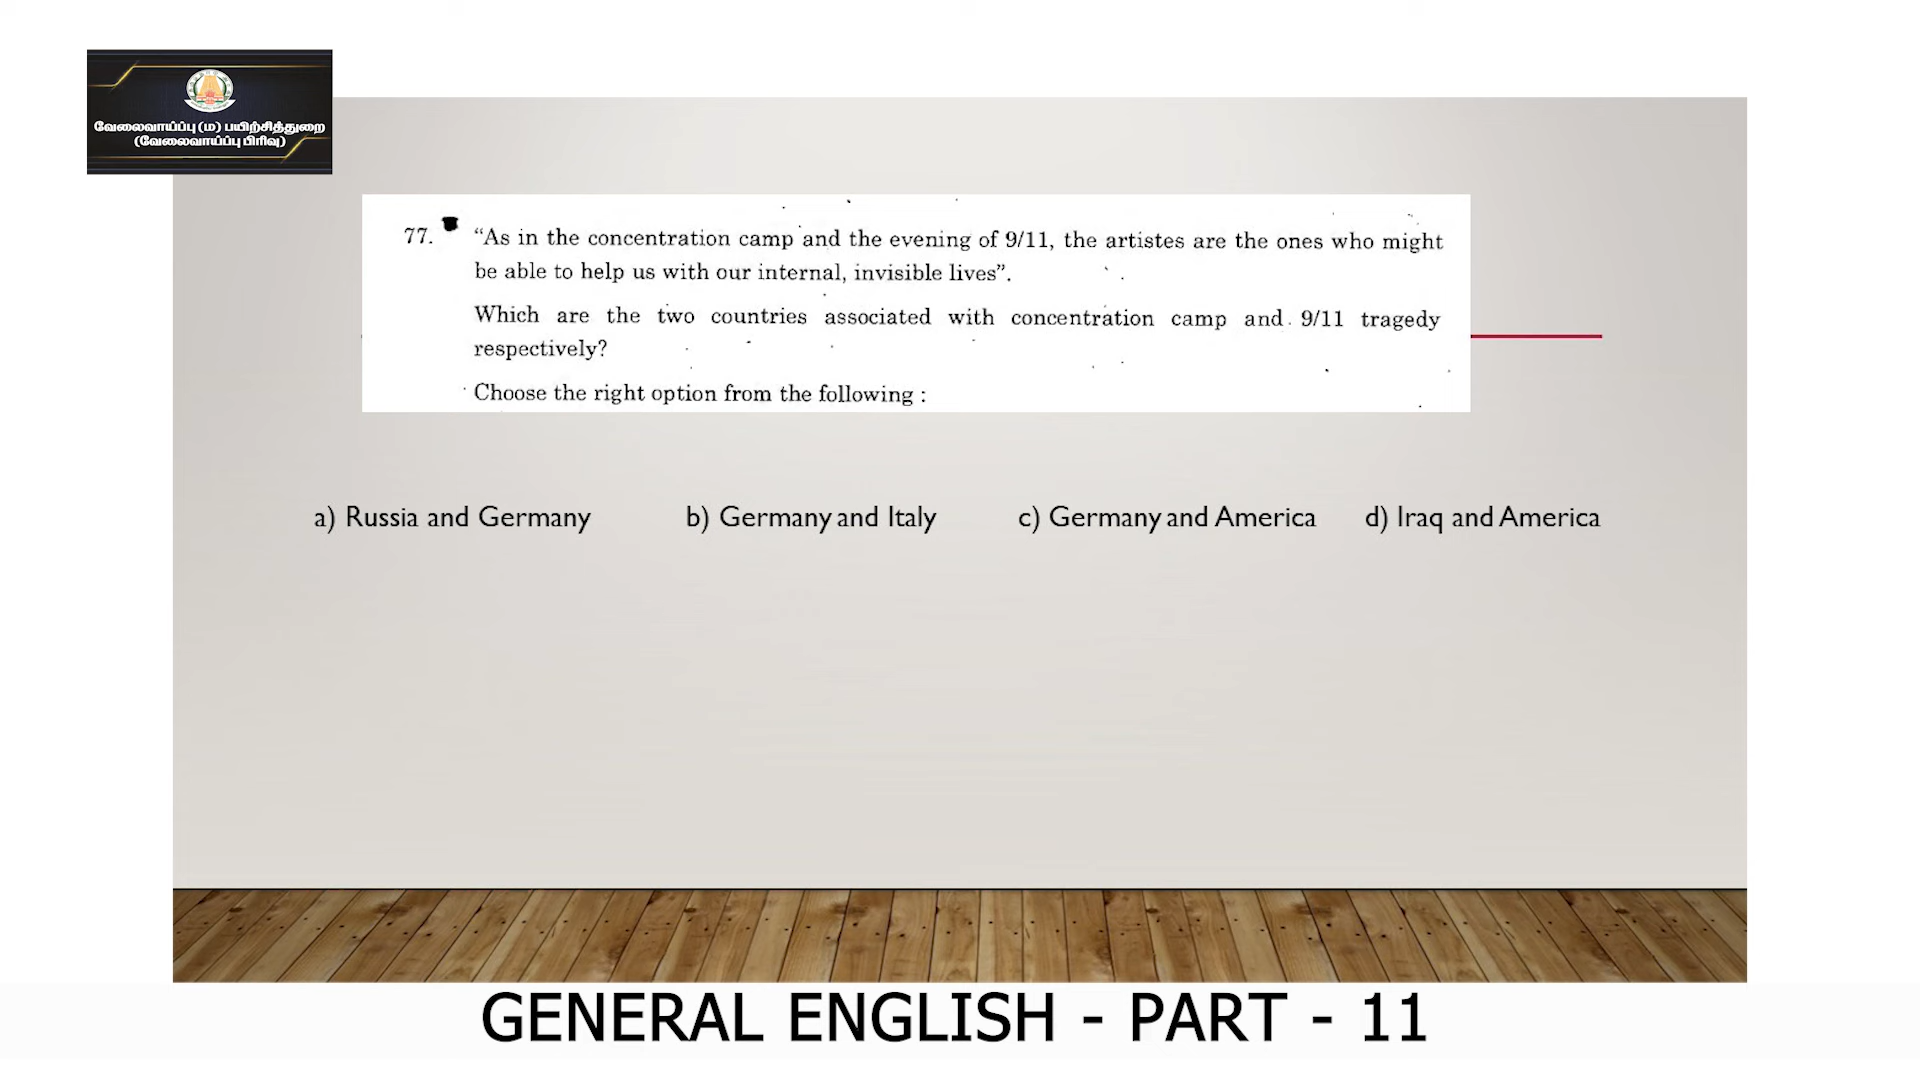 வேலைவாய்ப்பு (ம) பயிற்சித்துறை
(வேலைவாய்ப்பு பிரிவு)
77. "As in the concentration camp and the evening of 9/11, the artistes are the ones who might
be able to help us with our internal, invisible lives".
Which are the two countries associated with concentration camp and 9/11 tragedy
respectively?
Choose the right option from the following :
a) Russia and Germany b) Germany and Italy c) Germany and America d) Iraq and America
GENERAL ENGLISH - PART - 11